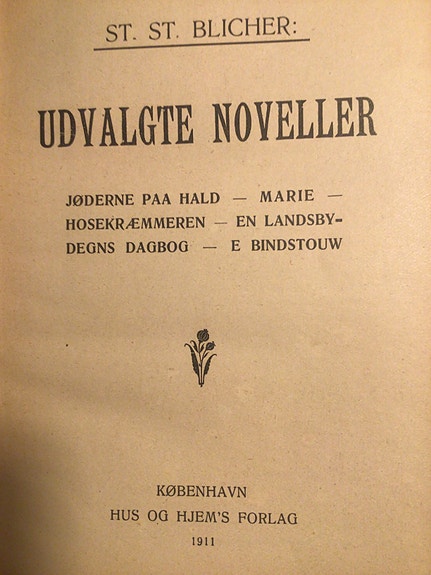 ST. ST. BLICHER:
UDVALGTE NOVELLER
JØDERNE PAA HALD — MARIE —
HOSEKRÆMMEREN — EN LANDSBY-
DEGNS DAGBOG — E BINDSTOUW
KØBENHAVN
HUS OG HJEM'S FORLAG
1911